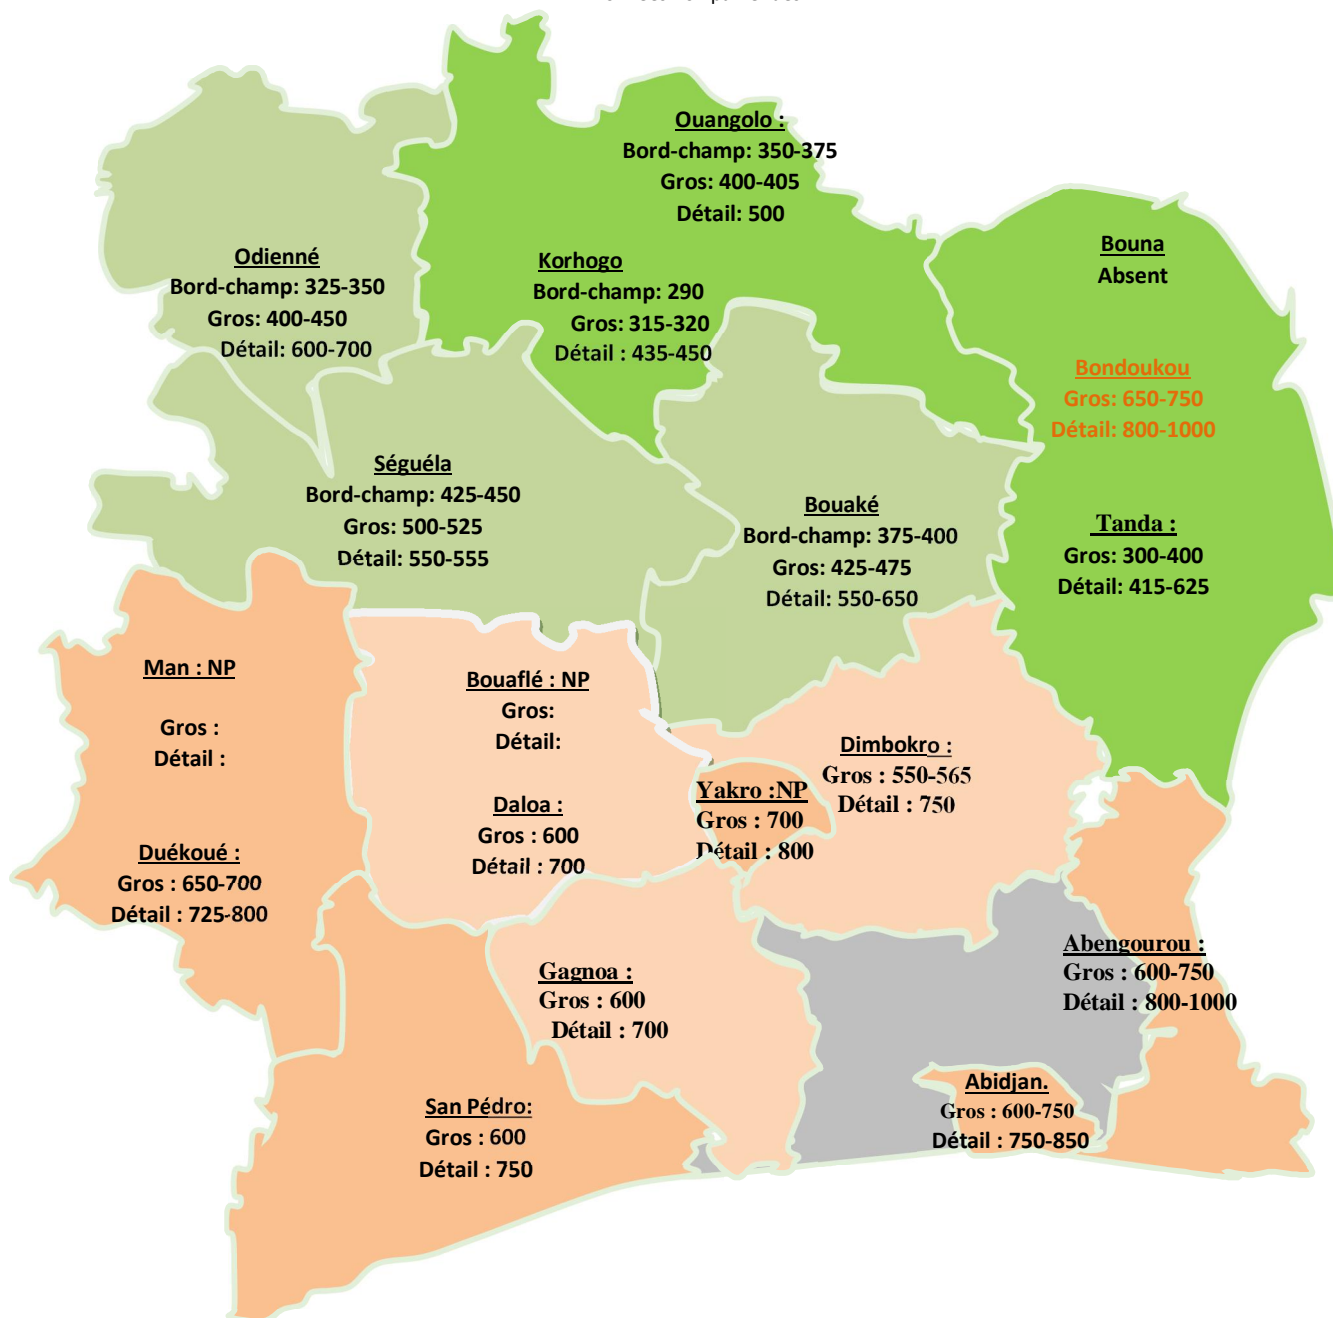 Ouangolo :
Bord-champ: 350-375
Gros: 400-405
Détail: 500
Bouna
Absent
Odienné
Bord-champ: 325-350
Gros: 400-450
Détail: 600-700
Korhogo
Bord-champ: 290
Gros: 315-320
Détail : 435-450
Bondoukou
Gros: 650-750
Détail: 800-1000
Séguéla
Bord-champ: 425-450
Gros: 500-525
Détail: 550-555
Bouaké
Bord-champ: 375-400
Gros: 425-475
Détail: 550-650
Tanda :
Gros: 300-400
Détail: 415-625
Man : NP
Gros :
Détail :
Bouaflé : NP
Gros:
Détail:
Dimbokro :
Gros : 550-565
Détail : 750
Yakro :NP
Gros : 700
Détail : 800
Daloa :
Gros : 600
Détail : 700
Duékoué :
Gros : 650-700
Détail : 725-800
Abengourou :
Gros : 600-750
Détail : 800-1000
Gagnoa :
Gros : 600
Détail : 700
Abidjan.
Gros : 600-750
Détail : 750-850
San Pédro:
Gros : 600
Détail : 750